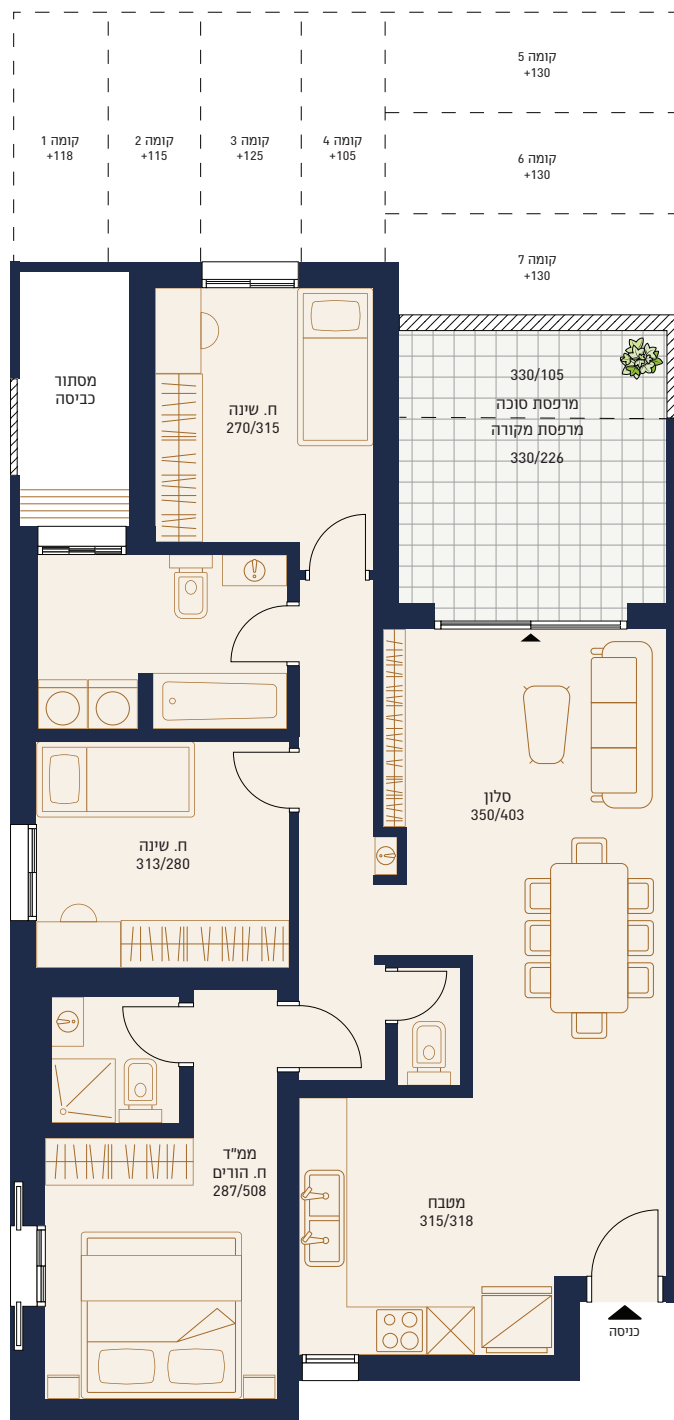 קומה 5
+130
קומה 1
+118
קומה 2
+115
קומה 3
+125
קומה 4
+105
קומה 6
+130
קומה 7
+130
מסתור
כביסה
ח. שינה
270/315
330/105
מרפסת סוכה
מרפסת מקורה
330/226
סלון
350/403
ח. שינה
313/280
ממ"ד
ח. הורים
287/508
מטבח
315/318
כניסה